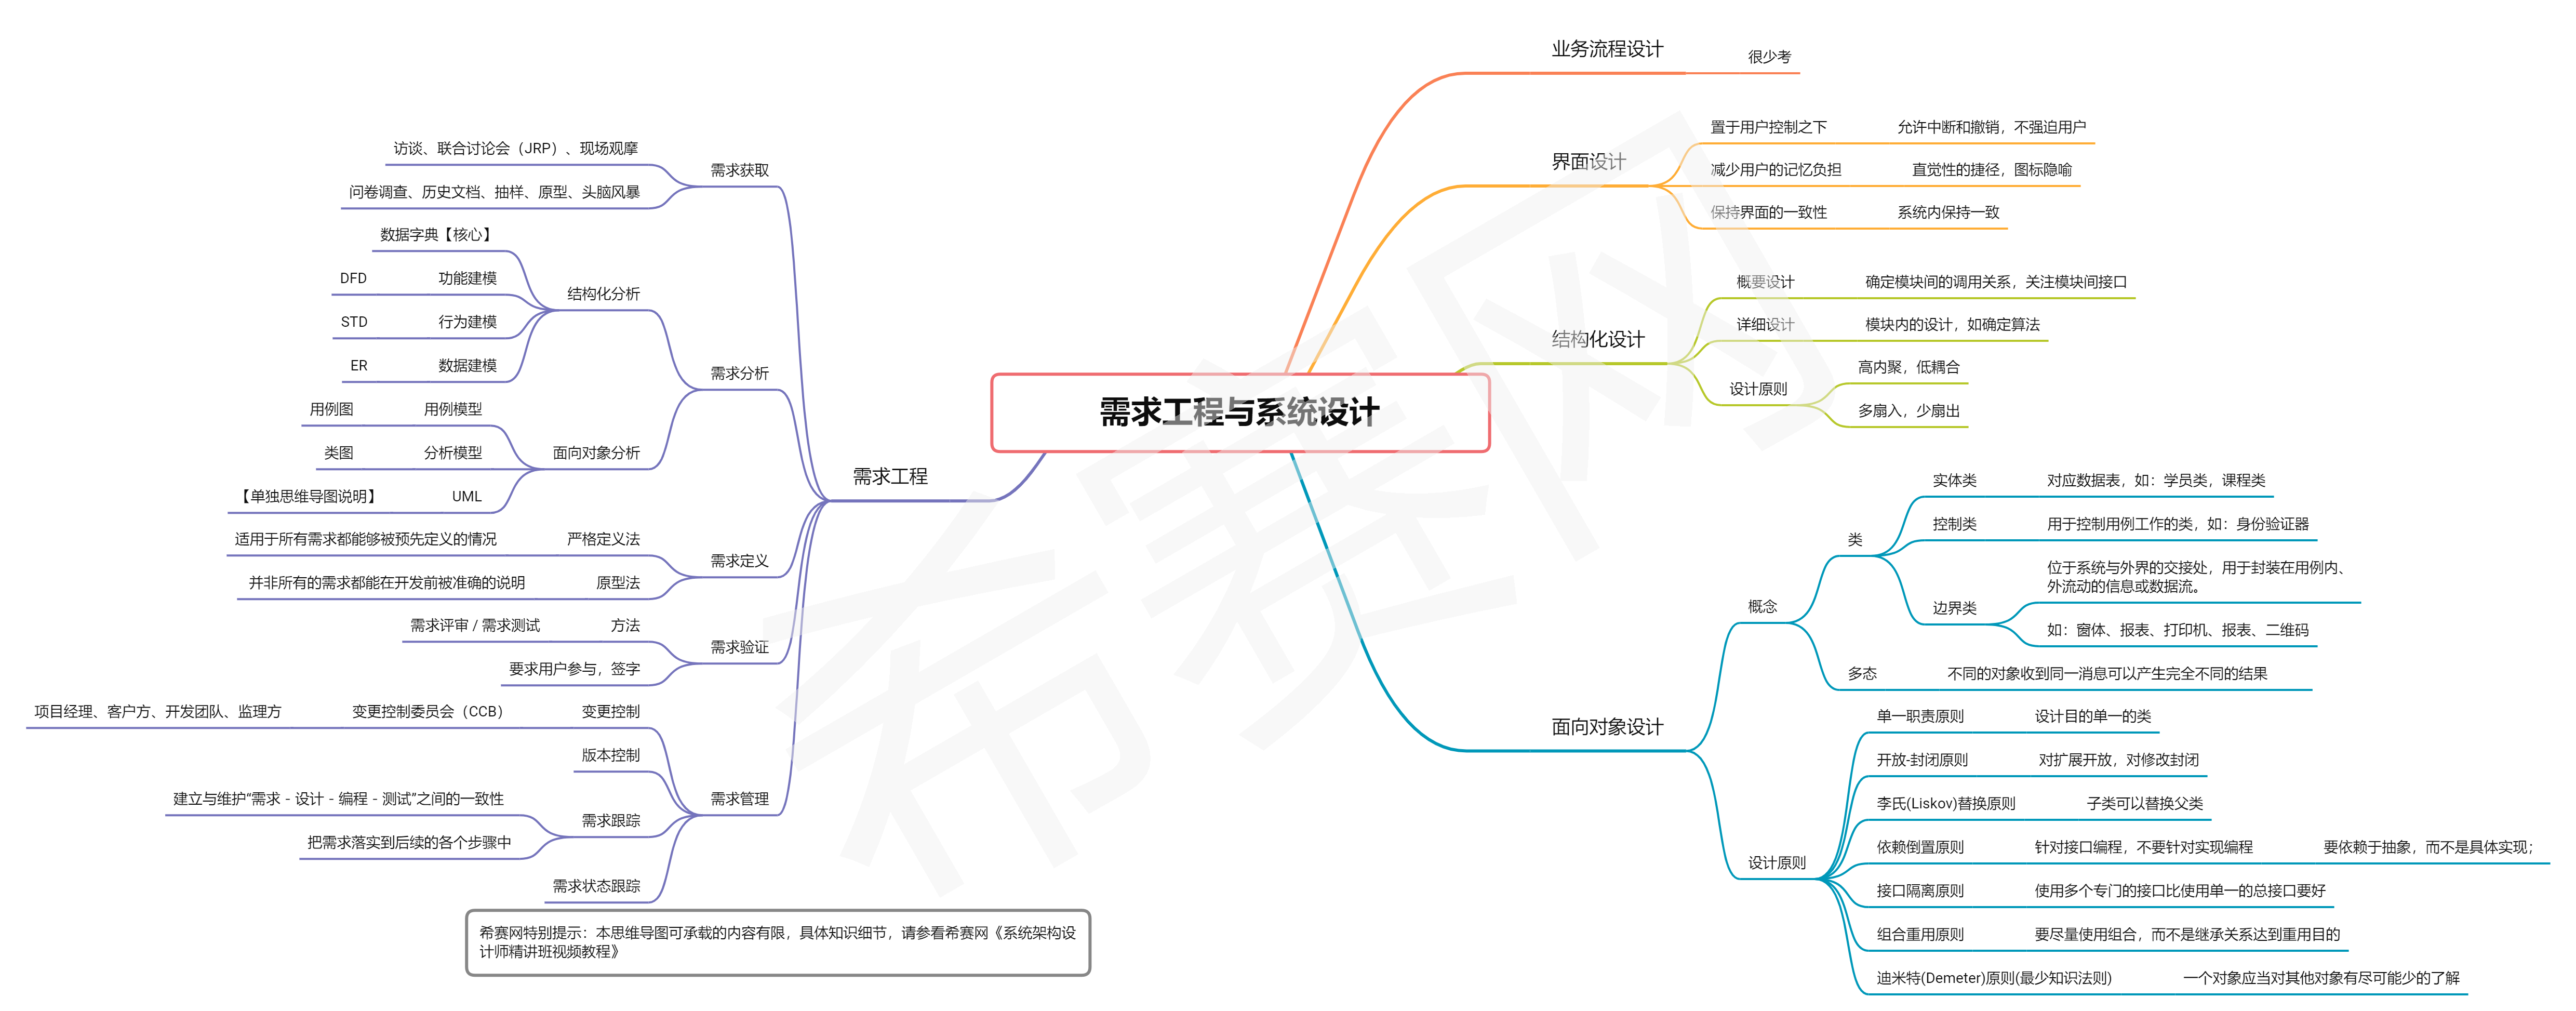 需求工程与系统设计
业务流程设计
很少考
界面设计
置于用户控制之下
允许中断和撤销，不强迫用户
减少用户的记忆负担
直觉性的捷径，图标隐喻
保持界面的一致性
系统内保持一致
结构化设计
概要设计
确定模块间的调用关系，关注模块间接口
详细设计
模块内的设计，如确定算法
设计原则
高内聚，低耦合
多扇入，少扇出
面向对象设计
概念
类
实体类
对应数据表，如：学员类，课程类
控制类
用于控制用例工作的类，如：身份验证器
边界类
位于系统与外界的交接处，用于封装在用例内、
外流动的信息或数据流。
如：窗体、报表、打印机、报表、二维码
多态
不同的对象收到同一消息可以产生完全不同的结果
设计原则
单一职责原则
设计目的单一的类
开放-封闭原则
对扩展开放，对修改封闭
李氏(Liskov)替换原则
子类可以替换父类
依赖倒置原则
针对接口编程，不要针对实现编程
要依赖于抽象，而不是具体实现；
接口隔离原则
使用多个专门的接口比使用单一的总接口要好
组合重用原则
要尽量使用组合，而不是继承关系达到重用目的
迪米特(Demeter)原则(最少知识法则)
一个对象应当对其他对象有尽可能少的了解
需求工程
需求获取
访谈、联合讨论会（JRP）、现场观摩
问卷调查、历史文档、抽样、原型、头脑风暴
需求分析
结构化分析
数据字典【核心】
功能建模
DFD
行为建模
STD
数据建模
ER
面向对象分析
用例模型
用例图
分析模型
类图
UML
【单独思维导图说明】
需求定义
严格定义法
适用于所有需求都能够被预先定义的情况
原型法
并非所有的需求都能在开发前被准确的说明
需求验证
方法
需求评审 / 需求测试
要求用户参与，签字
需求管理
变更控制
变更控制委员会（CCB）
项目经理、客户方、开发团队、监理方
版本控制
需求跟踪
建立与维护“需求 - 设计 - 编程 - 测试”之间的一致性
把需求落实到后续的各个步骤中
需求状态跟踪
希赛网特别提示：本思维导图可承载的内容有限，具体知识细节，请参看希赛网《系统架构设
计师精讲班视频教程》
希赛网